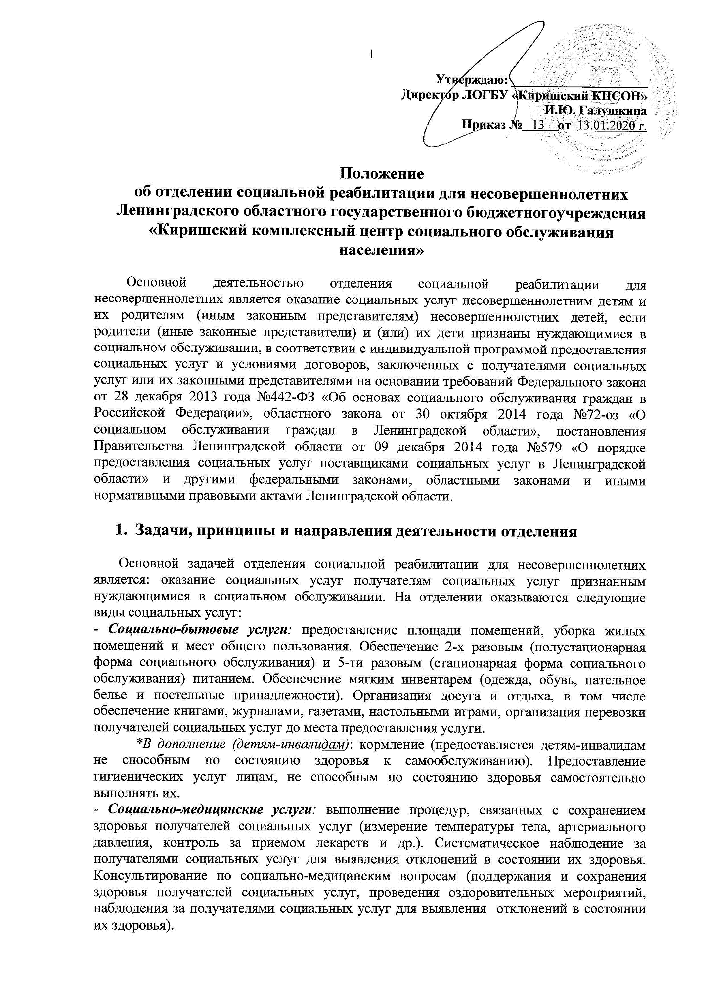 1
Утверждаю:
Директор ЛОГБУ «Киришский КЦСОН»
И.Ю. Галушкина
Приказ № 13 от 13.01.2020 г.
Положение
об отделении социальной реабилитации для несовершеннолетних
Ленинградского областного государственного бюджетногоучреждения
«Киришский комплексный центр социального обслуживания
населения»
Основной деятельностью отделения социальной реабилитации для
несовершеннолетних является оказание социальных услуг несовершеннолетним детям и
их родителям (иным законным представителям) несовершеннолетних детей, если
родители (иные законные представители) и (или) их дети признаны нуждающимися в
социальном обслуживании, в соответствии с индивидуальной программой предоставления
социальных услуг и условиями договоров, заключенных с получателями социальных
услуг или их законными представителями на основании требований Федерального закона
от 28 декабря 2013 года №442-ФЗ «Об основах социального обслуживания граждан в
Российской Федерации», областного закона от 30 октября 2014 года №72-оз «О
социальном обслуживании граждан в Ленинградской области», постановления
Правительства Ленинградской области от 09 декабря 2014 года №579 «О порядке
предоставления социальных услуг поставщиками социальных услуг в Ленинградской
области» и другими федеральными законами, областными законами и иными
нормативными правовыми актами Ленинградской области.
1. Задачи, принципы и направления деятельности отделения
Основной задачей отделения социальной реабилитации для несовершеннолетних
является: оказание социальных услуг получателям социальных услуг признанным
нуждающимися в социальном обслуживании. На отделении оказываются следующие
виды социальных услуг:
- Социально-бытовые услуги: предоставление площади помещений, уборка жилых
помещений и мест общего пользования. Обеспечение 2-х разовым (полустационарная
форма социального обслуживания) и 5-ти разовым (стационарная форма социального
обслуживания) питанием. Обеспечение мягким инвентарем (одежда, обувь, нательное
белье и постельные принадлежности). Организация досуга и отдыха, в том числе
обеспечение книгами, журналами, газетами, настольными играми, организация перевозки
получателей социальных услуг до места предоставления услуги.
*В дополнение (детям-инвалидам): кормление (предоставляется детям-инвалидам
не способным по состоянию здоровья к самообслуживанию). Предоставление
гигиенических услуг лицам, не способным по состоянию здоровья самостоятельно
выполнять их.
- Социально-медицинские услуги: выполнение процедур, связанных с сохранением
здоровья получателей социальных услуг (измерение температуры тела, артериального
давления, контроль за приемом лекарств и др.). Систематическое наблюдение за
получателями социальных услуг для выявления отклонений в состоянии их здоровья.
Консультирование по социально-медицинским вопросам (поддержания и сохранения
здоровья получателей социальных услуг, проведения оздоровительных мероприятий,
наблюдения за получателями социальных услуг для выявления отклонений в состоянии
их здоровья).